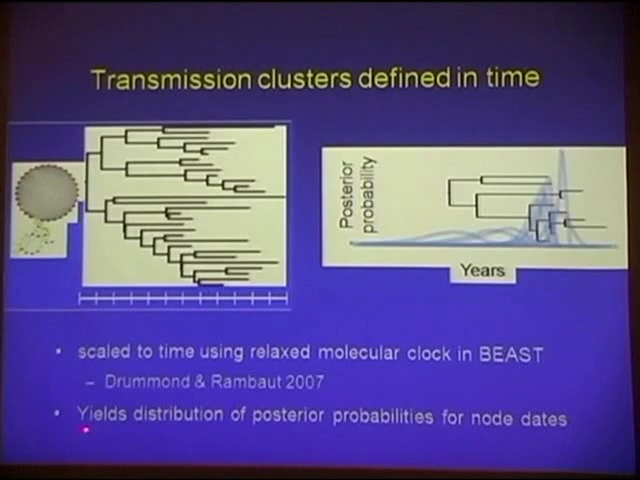 Transmission clusters defined in time
Posterior
probability
Years
• scaled to time using relaxed molecular clock in BEAST
– Drummond & Rambaut 2007
• Yields distribution of posterior probabilities for node dates